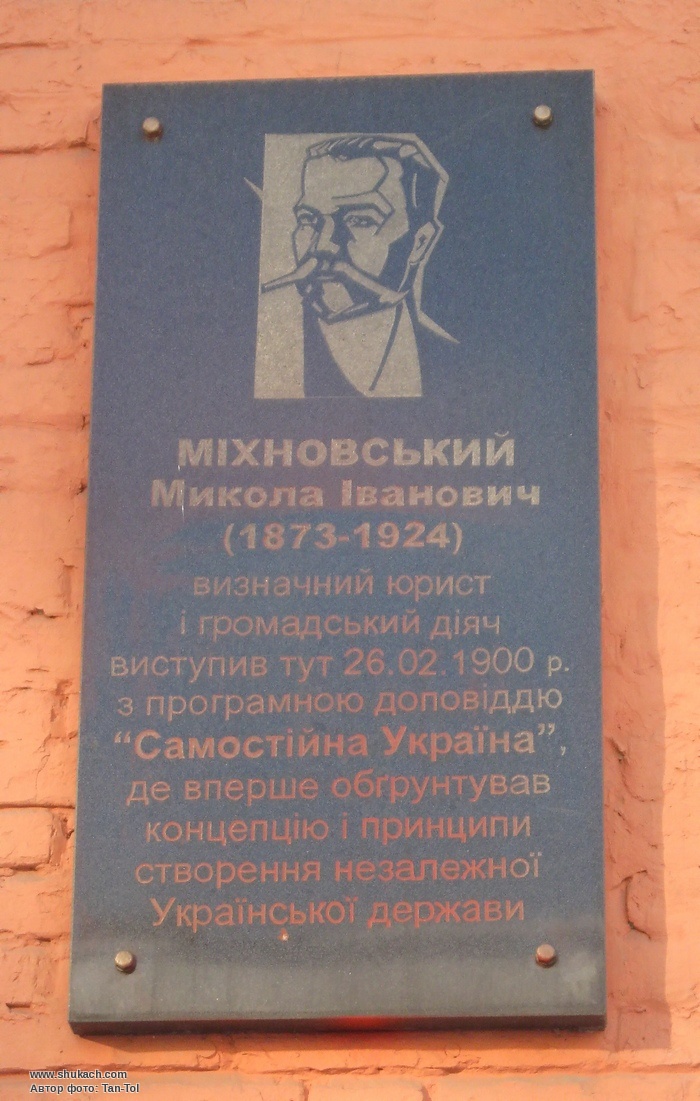 МІХНОВСЬКИЙ
Микола Іванович
(1873-1924)
визначний юрист
і громадський діяч
виступив тут 26.02.1900 р.
з програмною доповіддю
“Самостійна Україна”,
де вперше обґрунтував
концепцію і принципи
створення незалежної
Української держави
www.shukach.com
Автор фото: Tan-Tol